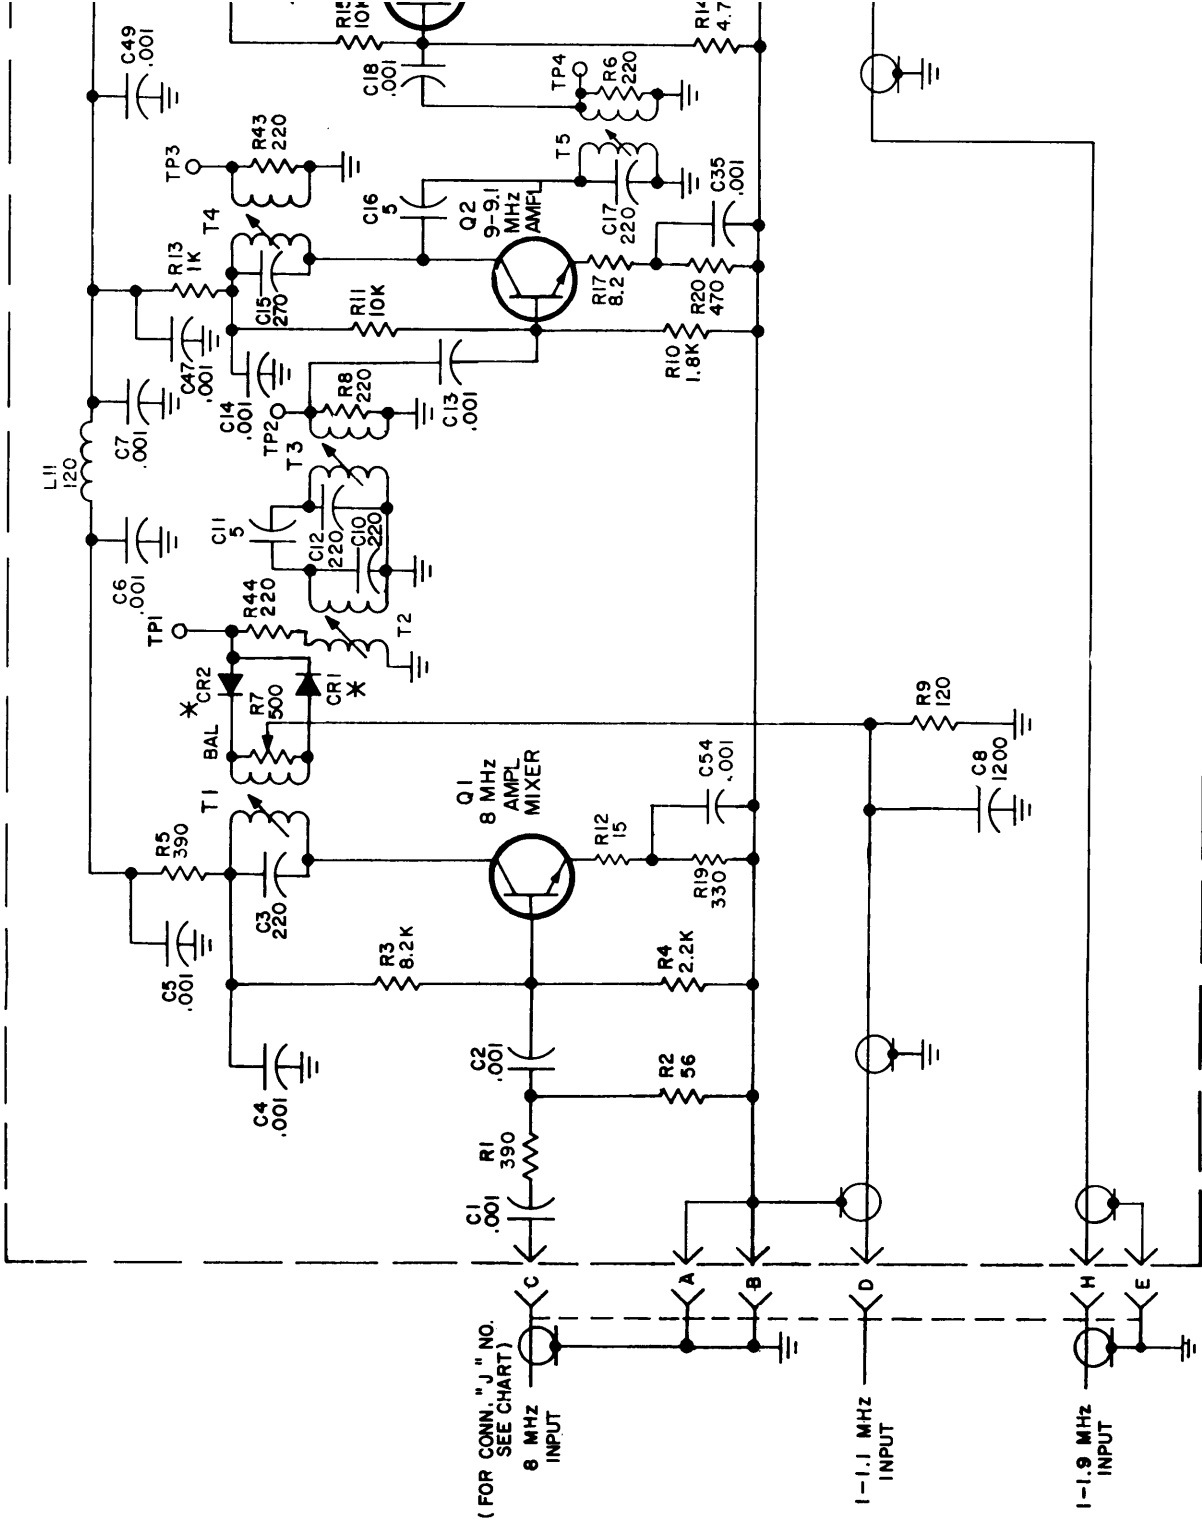 (FOR CONN. "J" NO.
SEE CHART)
8 MHz
INPUT
1-1.1 MHz
INPUT
1-1.9 MHz
INPUT
C
A
B
D
H
E
C1
.001
R1
390
C2
.001
R2
56
C4
.001
C5
.001
R3
8.2K
R4
2.2K
C3
220
R5
390
T1
Q1
8 MHz
AMPL
MIXER
R12
15
R19
330
C54
.001
C8
1200
R9
120
BAL
R7
500
*
CR2
CR1
*
TP1
R44
220
T2
C6
.001
L11
120
C7
.001
C11
5
C12
220
C10
220
T3
TP2
R8
220
C13
.001
C14
.001
C47
.001
R13
1K
C15
270
R11
10K
R10
1.8K
T4
TP3
R43
220
C16
5
Q2
9-9.1
MHz
AMPL
R17
8.2
R20
470
C35
.001
C17
220
T5
TP4
R6
220
C18
.001
C49
.001
R15
10K
R14
4.7